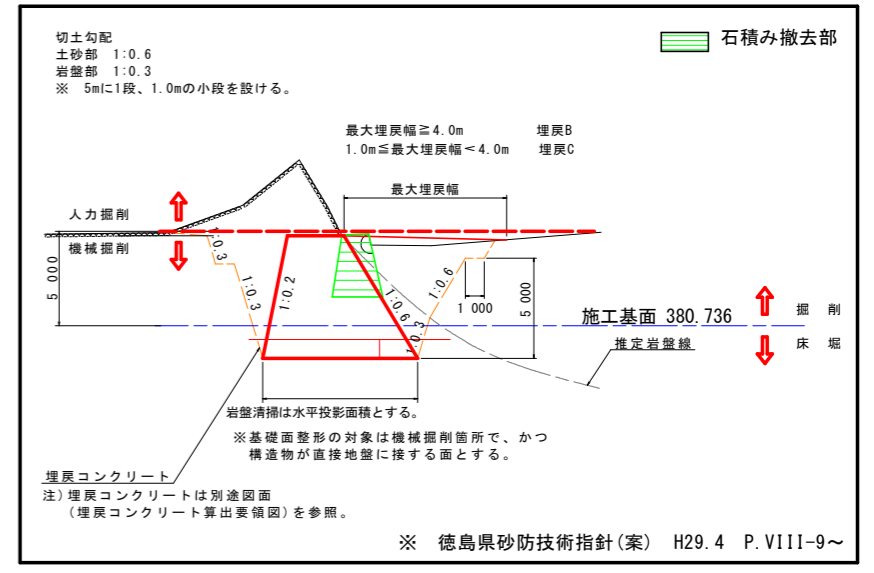 切土勾配
土砂部 1:0.6
岩盤部 1:0.3
※ 5mに1段、1.0mの小段を設ける。
石積み撤去部
最大埋戻幅≧4.0m 埋戻B
1.0m≦最大埋戻幅<4.0m 埋戻C
最大埋戻幅
人力掘削
機械掘削
5 000
1:0.3
1:0.3
1:0.2
1:0.6
1:0.3
1:0.6
1 000
5 000
施工基面 380.736
掘 削
床 堀
推定岩盤線
岩盤清掃は水平投影面積とする。
※基礎面整形の対象は機械掘削箇所で、かつ
構造物が直接地盤に接する面とする。
埋戻コンクリート
注)埋戻コンクリートは別途図面
(埋戻コンクリート算出要領図)を参照。
※ 徳島県砂防技術指針(案) H29.4 P.VIII-9~